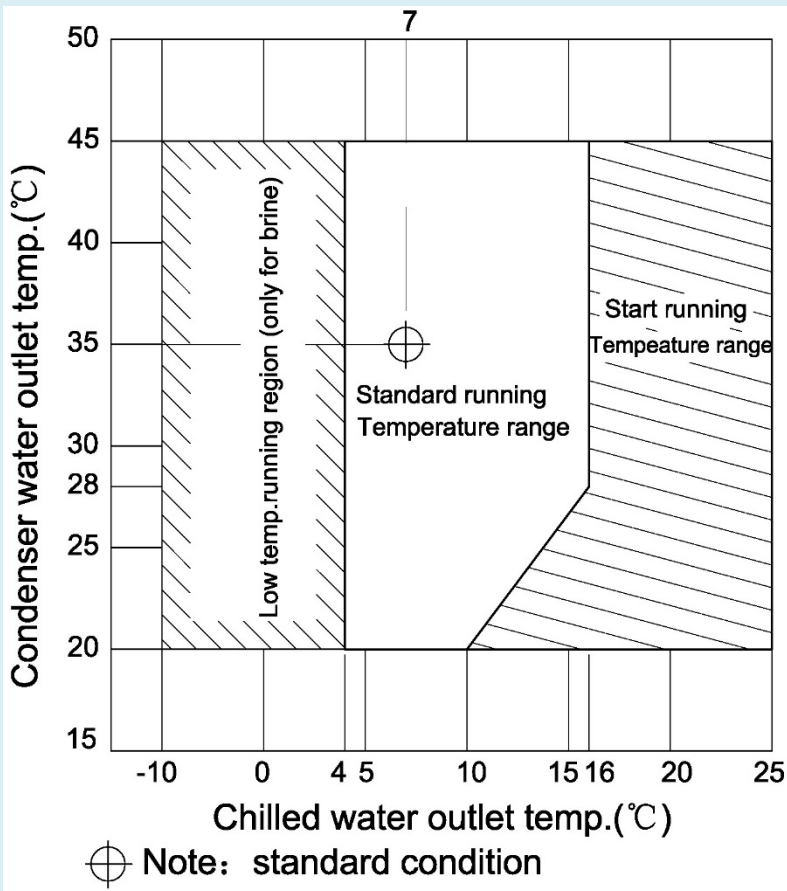 7
50
45
40
35
30
28
25
20
15
Condenser water outlet temp.(℃)
Low temp.running region (only for brine)
Standard running
Temperature range
Start running
Tempeature range
-10 0 4 5 10 15 16 20 25
Chilled water outlet temp.(℃)
Note: standard condition